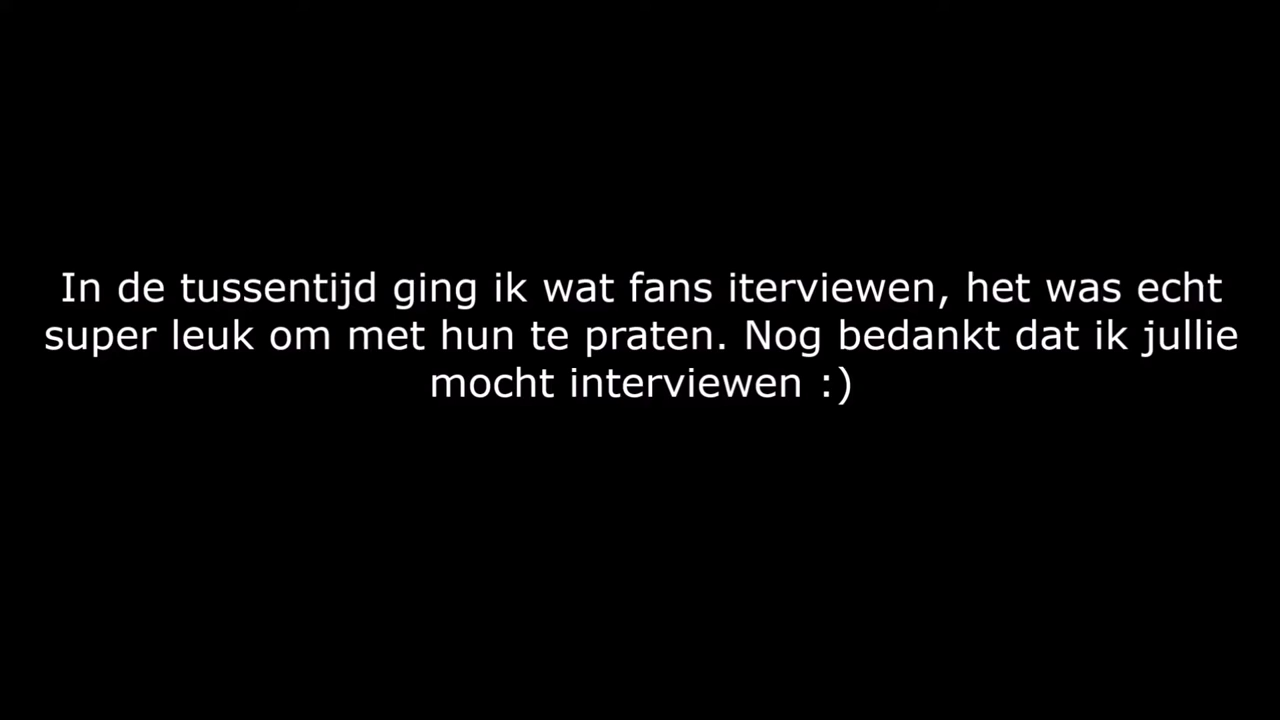 In de tussentijd ging ik wat fans iterviewen, het was echt
super leuk om met hun te praten. Nog bedankt dat ik jullie
mocht interviewen :)